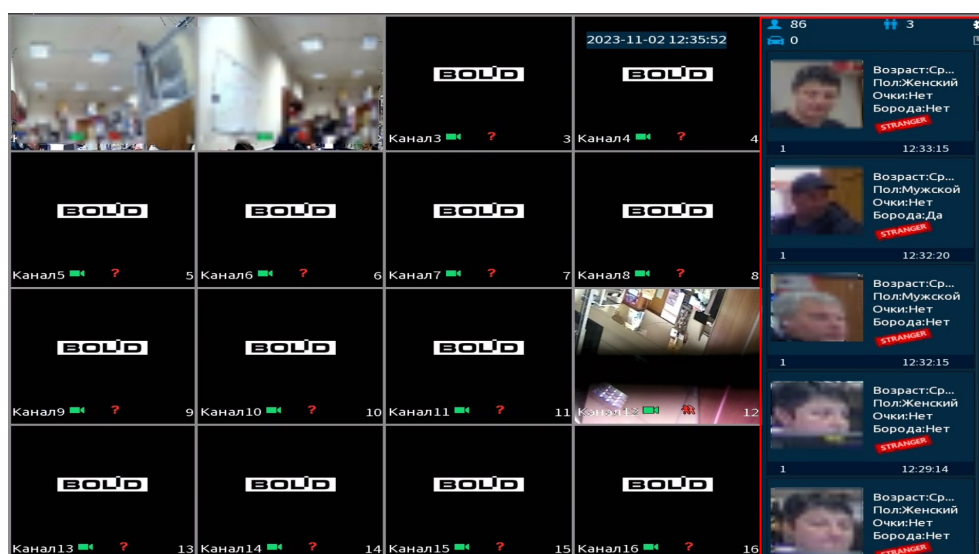 86 3
0
2023-11-02 12:35:52
BOLID BOLID
Канал3 ? 3 Канал4 ? 4
BOLID BOLID BOLID BOLID
Канал5 ? 5 Канал6 ? 6 Канал7 ? 7 Канал8 ? 8
BOLID BOLID BOLID
Канал9 ? 9 Канал10 ? 10 Канал11 ? 11 Канал12 12
BOLID BOLID BOLID BOLID
Канал13 ? 13 Канал14 ? 14 Канал15 ? 15 Канал16 ? 16
Возраст:Ср...
Пол:Женский
Очки:Нет
Борода:Нет
STRANGER
1 12:33:15
Возраст:Ср...
Пол:Мужской
Очки:Нет
Борода:Да
STRANGER
1 12:32:20
Возраст:Ср...
Пол:Мужской
Очки:Нет
Борода:Нет
STRANGER
1 12:32:15
Возраст:Ср...
Пол:Женский
Очки:Нет
Борода:Нет
STRANGER
1 12:29:14
Возраст:Ср...
Пол:Женский
Очки:Нет
Борода:Нет
STRANGER